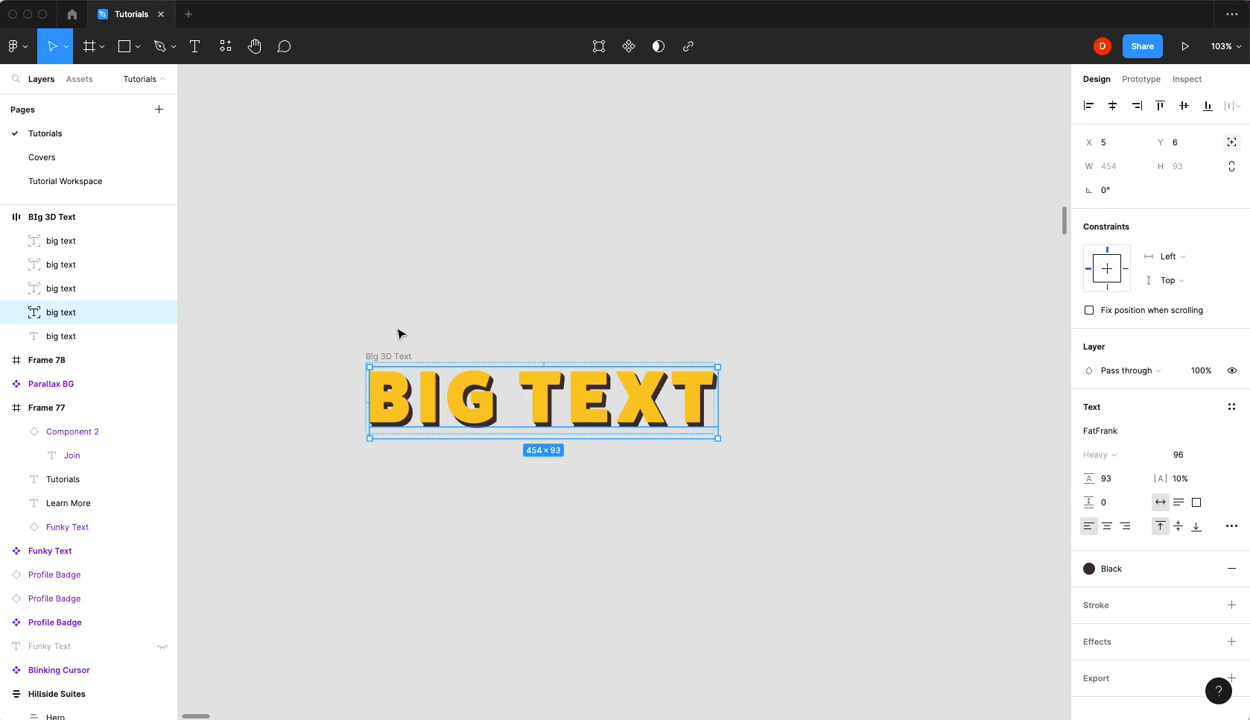 Tutorials
D
Share
103%
Layers
Assets
Tutorials
Pages
Tutorials
Covers
Tutorial Workspace
BIg 3D Text
big text
big text
big text
big text
big text
Frame 78
Parallax BG
Frame 77
Component 2
Join
Tutorials
Learn More
Funky Text
Funky Text
Profile Badge
Profile Badge
Profile Badge
Funky Text
Blinking Cursor
Hillside Suites
Hero
BIg 3D Text
BIG TEXT
454 × 93
Design
Prototype
Inspect
X 5
Y 6
W 454
H 93
0°
Constraints
Left
Top
Fix position when scrolling
Layer
Pass through
100%
Text
FatFrank
Heavy
96
A 93
|A| 10%
0
Black
Stroke
Effects
Export
?